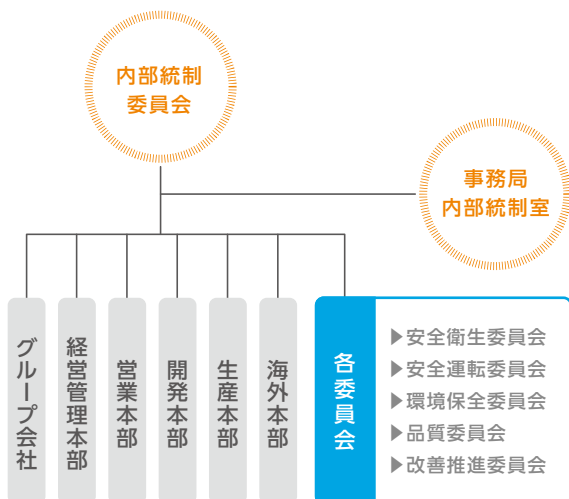 内部統制
委員会
事務局
内部統制室
グループ会社
経営管理本部
営業本部
開発本部
生産本部
海外本部
各委員会
▶安全衛生委員会
▶安全運転委員会
▶環境保全委員会
▶品質委員会
▶改善推進委員会